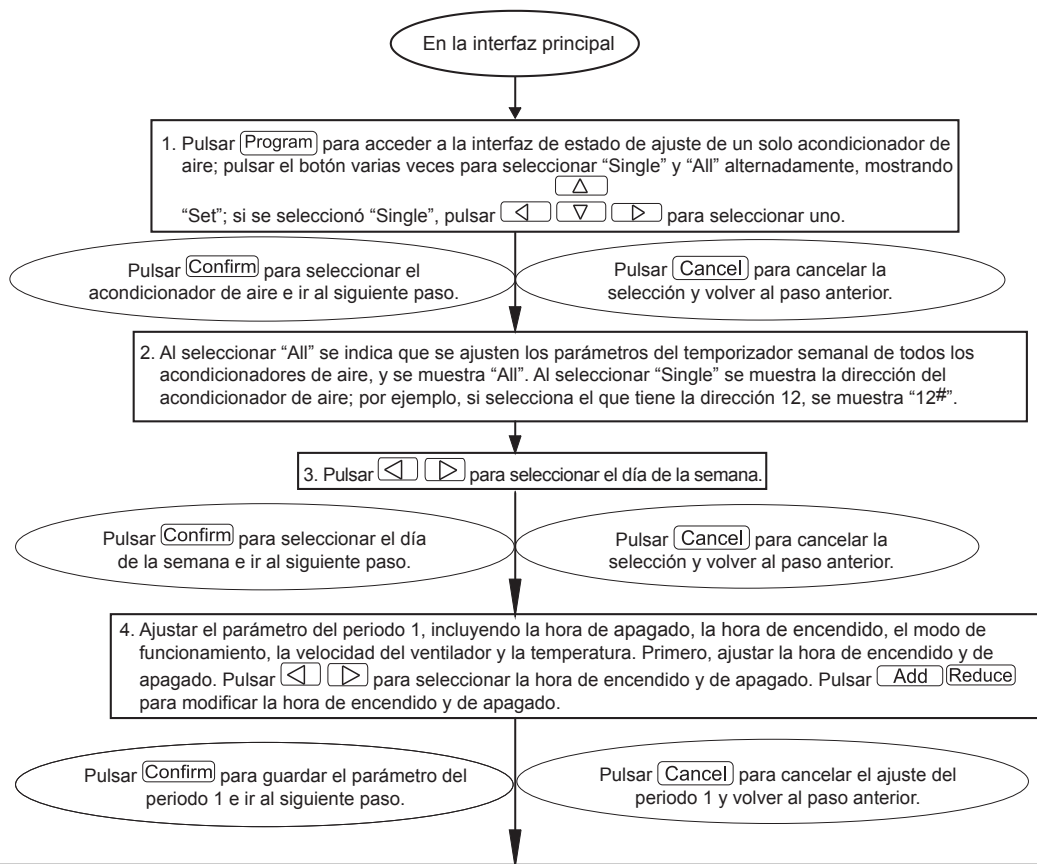 En la interfaz principal
1. Pulsar Program para acceder a la interfaz de estado de ajuste de un solo acondicionador de
aire; pulsar el botón varias veces para seleccionar “Single” y “All” alternadamente, mostrando
“Set”; si se seleccionó “Single”, pulsar ◁ △ ▽ ▷ para seleccionar uno.
Pulsar Confirm para seleccionar el
acondicionador de aire e ir al siguiente paso.
Pulsar Cancel para cancelar la
selección y volver al paso anterior.
2. Al seleccionar “All” se indica que se ajusten los parámetros del temporizador semanal de todos los
acondicionadores de aire, y se muestra “All”. Al seleccionar “Single” se muestra la dirección del
acondicionador de aire; por ejemplo, si selecciona el que tiene la dirección 12, se muestra “12#”.
3. Pulsar ◁ ▷ para seleccionar el día de la semana.
Pulsar Confirm para seleccionar el día
de la semana e ir al siguiente paso.
Pulsar Cancel para cancelar la
selección y volver al paso anterior.
4. Ajustar el parámetro del periodo 1, incluyendo la hora de apagado, la hora de encendido, el modo de
funcionamiento, la velocidad del ventilador y la temperatura. Primero, ajustar la hora de encendido y de
apagado. Pulsar ◁ ▷ para seleccionar la hora de encendido y de apagado. Pulsar Add Reduce
para modificar la hora de encendido y de apagado.
Pulsar Confirm para guardar el parámetro del
periodo 1 e ir al siguiente paso.
Pulsar Cancel para cancelar el ajuste del
periodo 1 y volver al paso anterior.